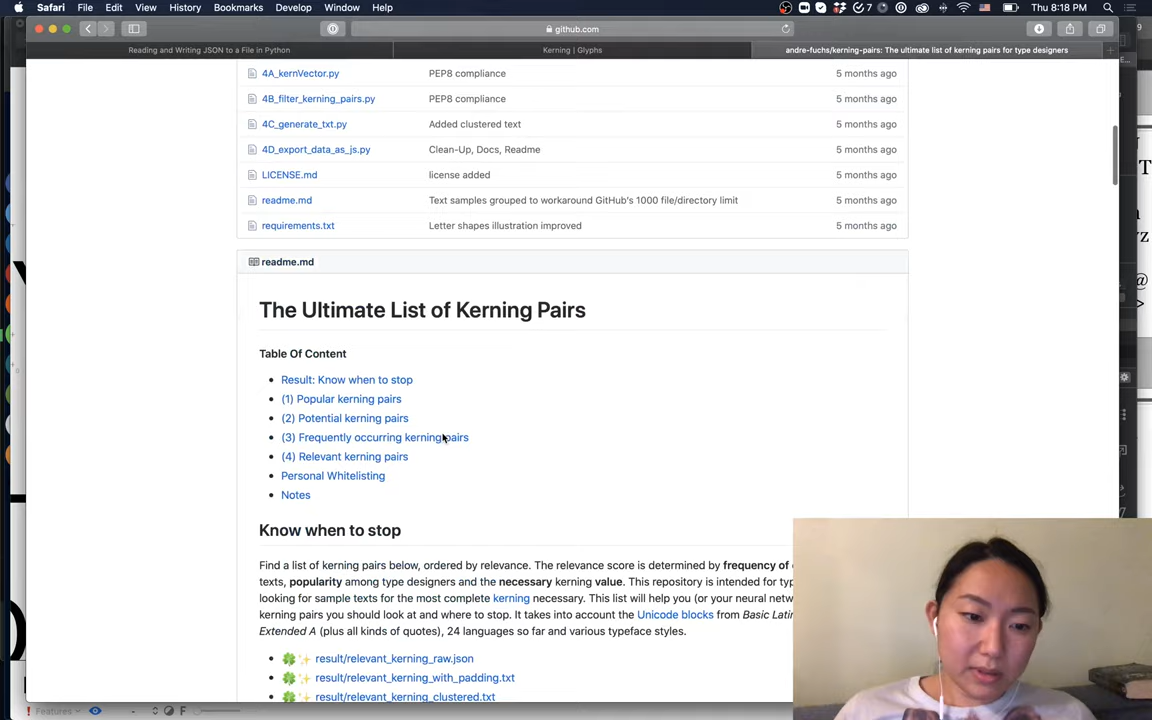 Safari File Edit View History Bookmarks Develop Window Help 7 Thu 8:18 PM
github.com
Reading and Writing JSON to a File in Python
Kerning | Glyphs
andre-fuchs/kerning-pairs: The ultimate list of kerning pairs for type designers
4A_kernVector.py PEP8 compliance 5 months ago
4B_filter_kerning_pairs.py PEP8 compliance 5 months ago
4C_generate_txt.py Added clustered text 5 months ago
4D_export_data_as_js.py Clean-Up, Docs, Readme 5 months ago
LICENSE.md license added 5 months ago
readme.md Text samples grouped to workaround GitHub's 1000 file/directory limit 5 months ago
requirements.txt Letter shapes illustration improved 5 months ago
readme.md
The Ultimate List of Kerning Pairs
Table Of Content
Result: Know when to stop
(1) Popular kerning pairs
(2) Potential kerning pairs
(3) Frequently occurring kerning pairs
(4) Relevant kerning pairs
Personal Whitelisting
Notes
Know when to stop
Find a list of kerning pairs below, ordered by relevance. The relevance score is determined by frequency of
texts, popularity among type designers and the necessary kerning value. This repository is intended for
looking for sample texts for the most complete kerning necessary. This list will help you (or your neural
kerning pairs you should look at and where to stop. It takes into account the Unicode blocks from Basic
Extended A (plus all kinds of quotes), 24 languages so far and various typeface styles.
result/relevant_kerning_raw.json
result/relevant_kerning_with_padding.txt
result/relevant_kerning_clustered.txt
Features